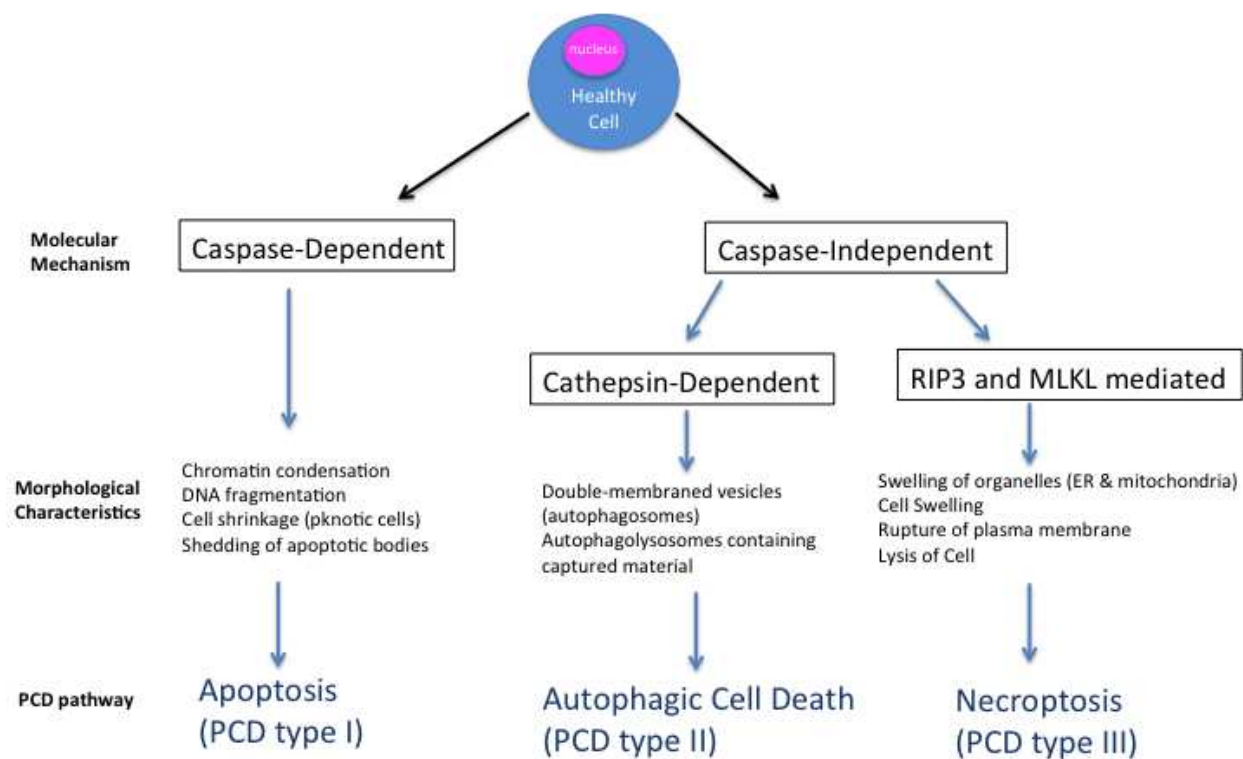 nucleus
Healthy
Cell
Molecular
Mechanism
Caspase-Dependent
Caspase-Independent
Cathepsin-Dependent
RIP3 and MLKL mediated
Morphological
Characteristics
Chromatin condensation
DNA fragmentation
Cell shrinkage (pknotic cells)
Shedding of apoptotic bodies
Double-membraned vesicles
(autophagosomes)
Autophagolysosomes containing
captured material
Swelling of organelles (ER & mitochondria)
Cell Swelling
Rupture of plasma membrane
Lysis of Cell
PCD pathway
Apoptosis
(PCD type I)
Autophagic Cell Death
(PCD type II)
Necroptosis
(PCD type III)